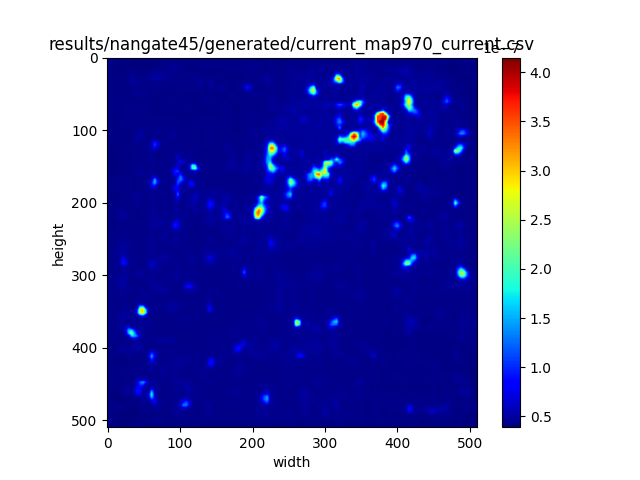 results/nangate45/generated/current_map970_current.csv
1e−7
0
100
200
300
400
500
height
0 100 200 300 400 500
width
4.0
3.5
3.0
2.5
2.0
1.5
1.0
0.5